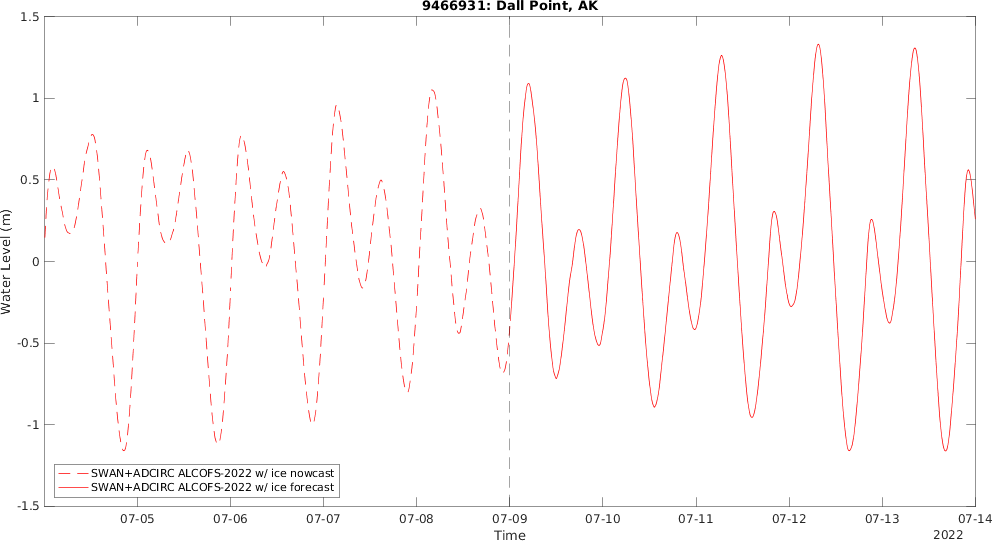 9466931: Dall Point, AK
1.5
1
0.5
0
-0.5
-1
-1.5
Water Level (m)
SWAN+ADCIRC ALCOFS-2022 w/ ice nowcast
SWAN+ADCIRC ALCOFS-2022 w/ ice forecast
07-05 07-06 07-07 07-08 07-09 07-10 07-11 07-12 07-13 07-14
Time
2022